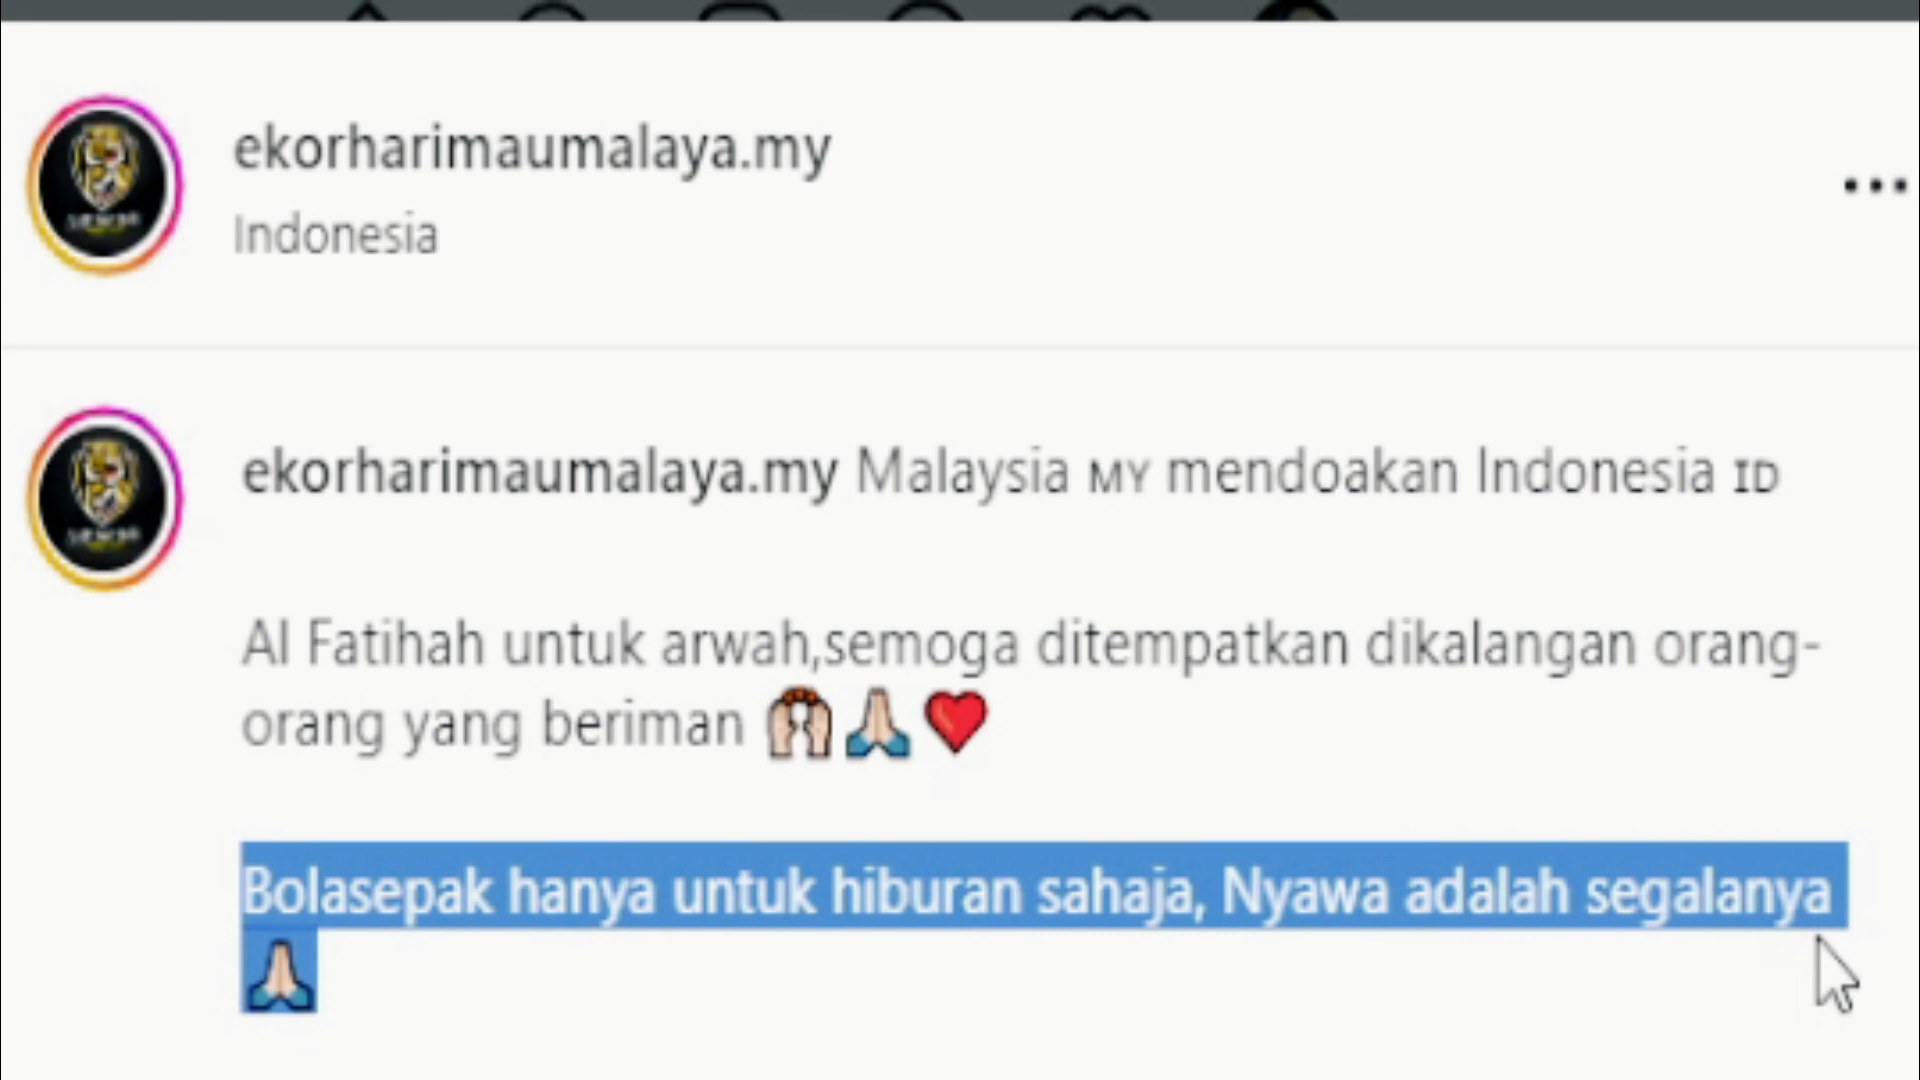 ekorharimaumalaya.my
Indonesia
ekorharimaumalaya.my Malaysia MY mendoakan Indonesia ID
Al Fatihah untuk arwah,semoga ditempatkan dikalangan orang-
orang yang beriman 🤲🙏❤️
Bolasepak hanya untuk hiburan sahaja, Nyawa adalah segalanya
🙏